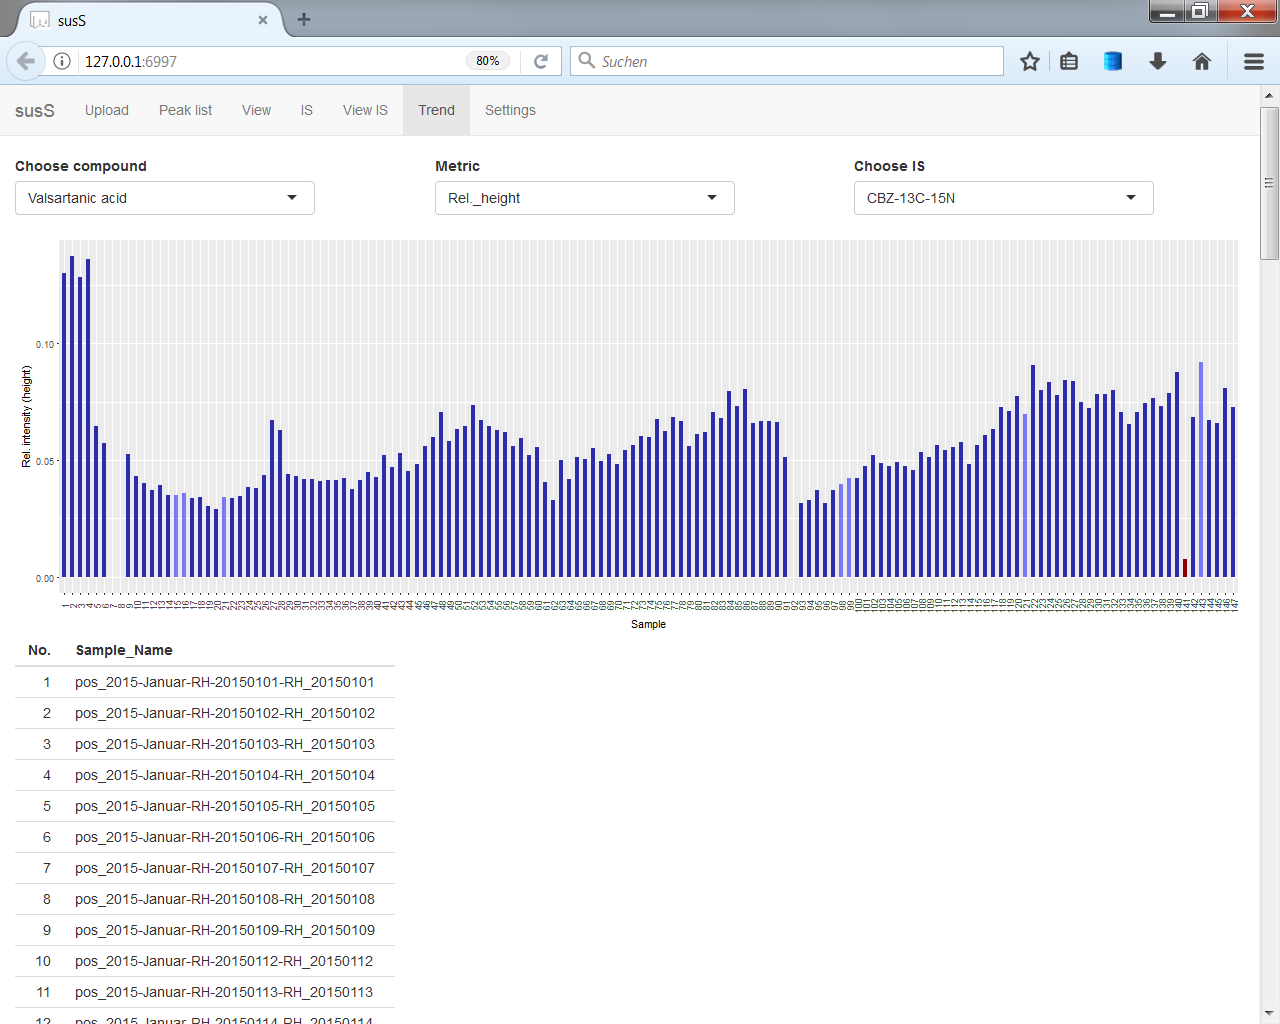 susS
127.0.0.1:6997
80%
Suchen
susS Upload Peak list View IS View IS Trend Settings
Choose compound Metric Choose IS
Valsartanic acid Rel._height CBZ-13C-15N
0.10
0.05
0.00
Rel. intensity (height)
Sample
No. Sample_Name
1 pos_2015-Januar-RH-20150101-RH_20150101
2 pos_2015-Januar-RH-20150102-RH_20150102
3 pos_2015-Januar-RH-20150103-RH_20150103
4 pos_2015-Januar-RH-20150104-RH_20150104
5 pos_2015-Januar-RH-20150105-RH_20150105
6 pos_2015-Januar-RH-20150106-RH_20150106
7 pos_2015-Januar-RH-20150107-RH_20150107
8 pos_2015-Januar-RH-20150108-RH_20150108
9 pos_2015-Januar-RH-20150109-RH_20150109
10 pos_2015-Januar-RH-20150112-RH_20150112
11 pos_2015-Januar-RH-20150113-RH_20150113
12 pos_2015-Januar-RH-20150114-RH_20150114